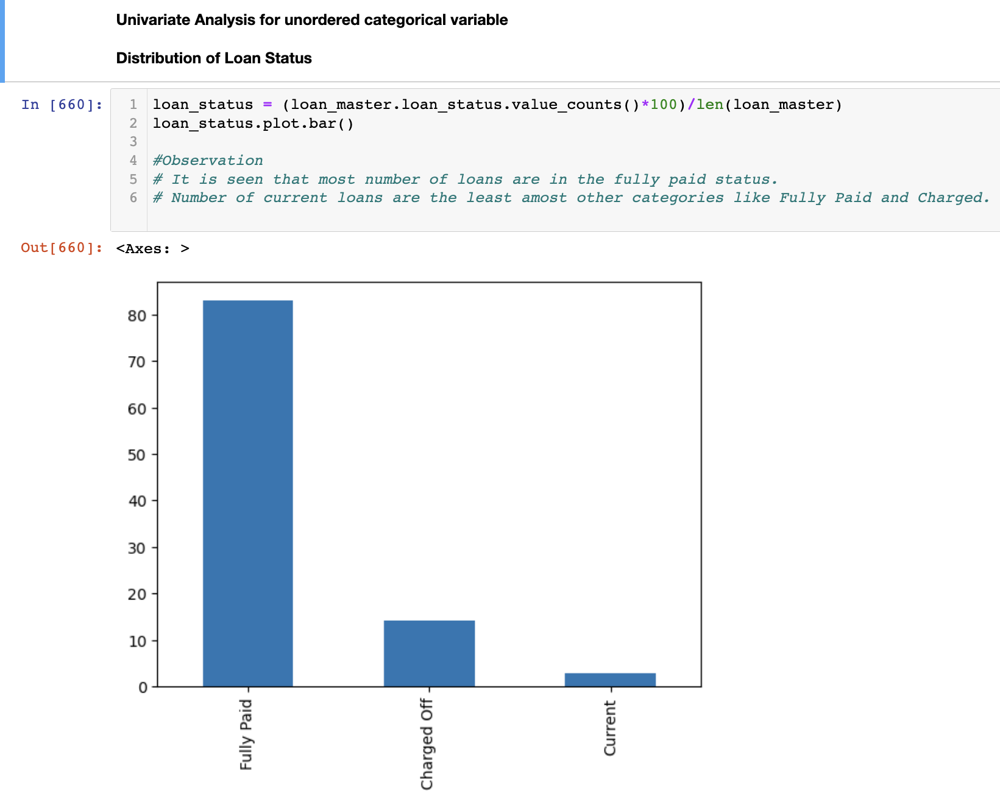 Univariate Analysis for unordered categorical variable
Distribution of Loan Status
In [660]:
1 loan_status = (loan_master.loan_status.value_counts()*100)/len(loan_master)
2 loan_status.plot.bar()
3
4 #Observation
5 # It is seen that most number of loans are in the fully paid status.
6 # Number of current loans are the least amost other categories like Fully Paid and Charged.
Out[660]: <Axes: >
80
70
60
50
40
30
20
10
0
Fully Paid
Charged Off
Current